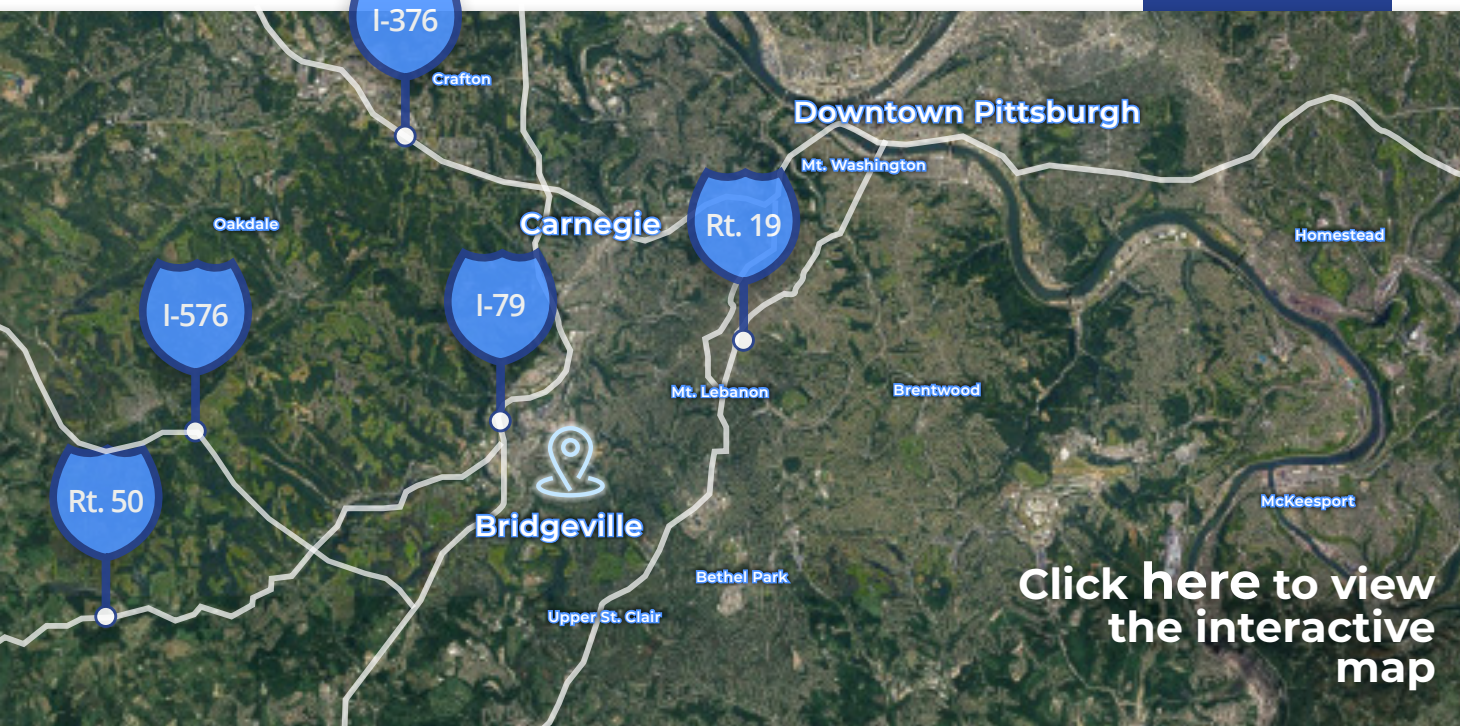 I-376
Crafton
Downtown Pittsburgh
Mt. Washington
Oakdale
Carnegie
Rt. 19
Homestead
I-576
I-79
Mt. Lebanon
Brentwood
Rt. 50
Bridgeville
McKeesport
Bethel Park
Upper St. Clair
Click here to view
the interactive
map